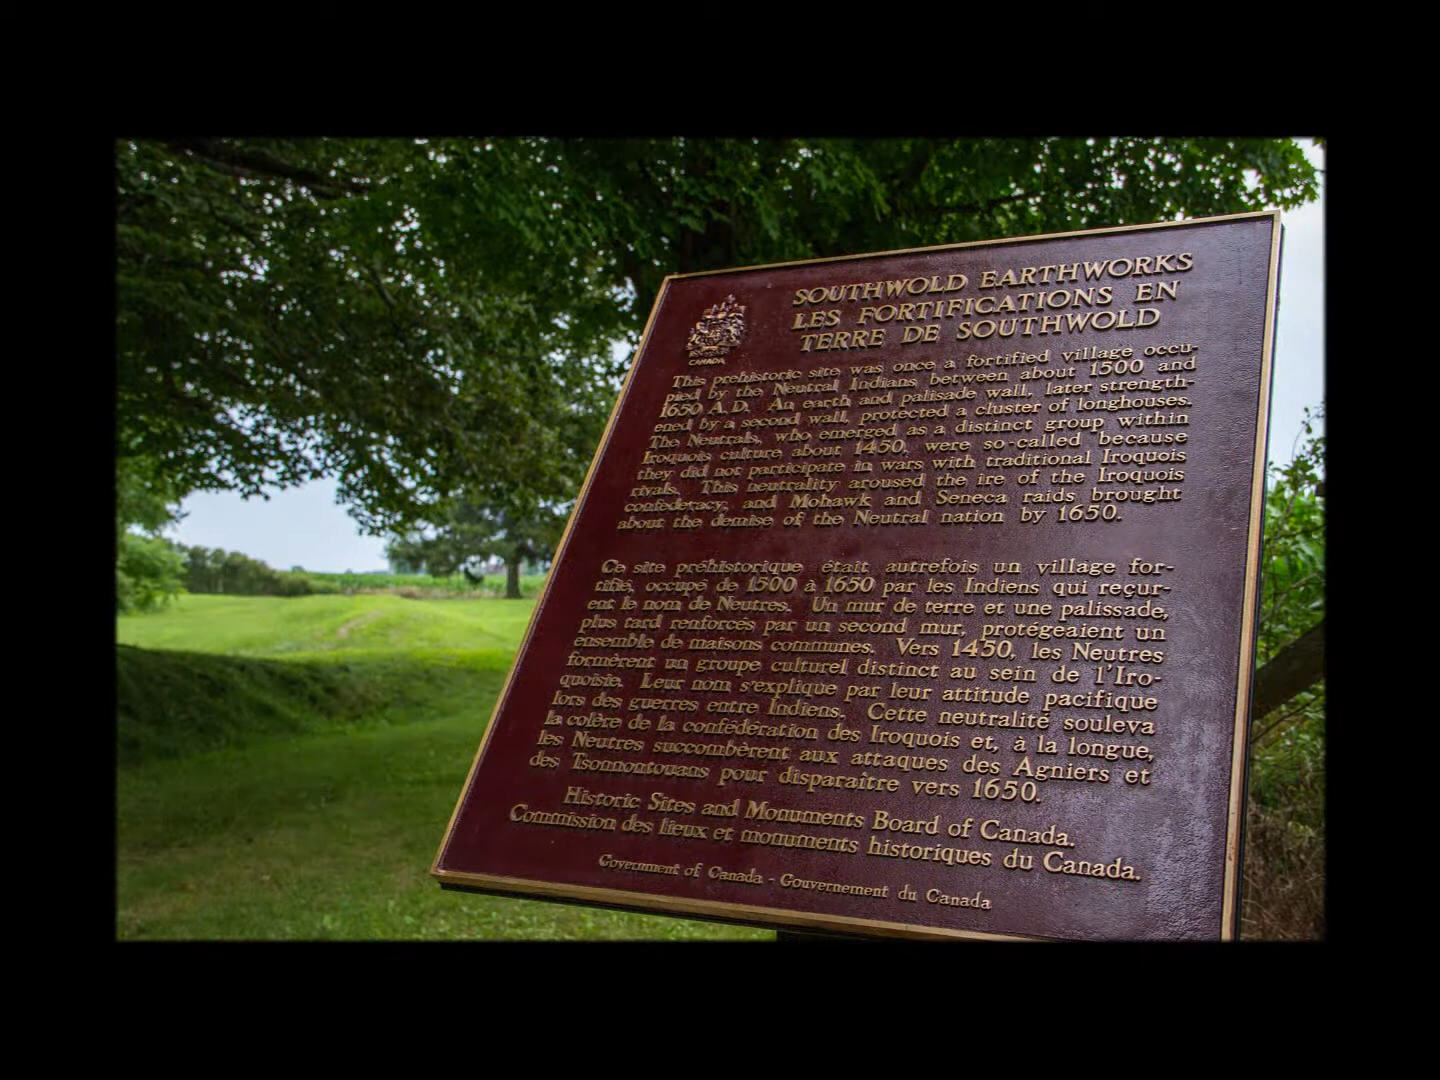 CANADA
SOUTHWOLD EARTHWORKS
LES FORTIFICATIONS EN
TERRE DE SOUTHWOLD
This prehistoric site was once a fortified village occu-
pied by the Neutral Indians between about 1500 and
1650 A.D. An earth and palisade wall, later strength-
ened by a second wall, protected a cluster of longhouses.
The Neutrals, who emerged as a distinct group within
Iroquois culture about 1450, were so-called because
they did not participate in wars with traditional Iroquois
rivals. This neutrality aroused the ire of the Iroquois
confederacy, and Mohawk and Seneca raids brought
about the demise of the Neutral nation by 1650.
Ce site préhistorique était autrefois un village for-
tifié, occupé de 1500 à 1650 par les Indiens qui reçur-
ent le nom de Neutres. Un mur de terre et une palissade,
plus tard renforcés par un second mur, protégeaient un
ensemble de maisons communes. Vers 1450, les Neutres
formèrent un groupe culturel distinct au sein de l'Iro-
quoisie. Leur nom s'explique par leur attitude pacifique
lors des guerres entre Indiens. Cette neutralité souleva
la colère de la confédération des Iroquois et, à la longue,
les Neutres succombèrent aux attaques des Agniers et
des Tsonnontouans pour disparaître vers 1650.
Historic Sites and Monuments Board of Canada.
Commission des lieux et monuments historiques du Canada.
Government of Canada - Gouvernement du Canada